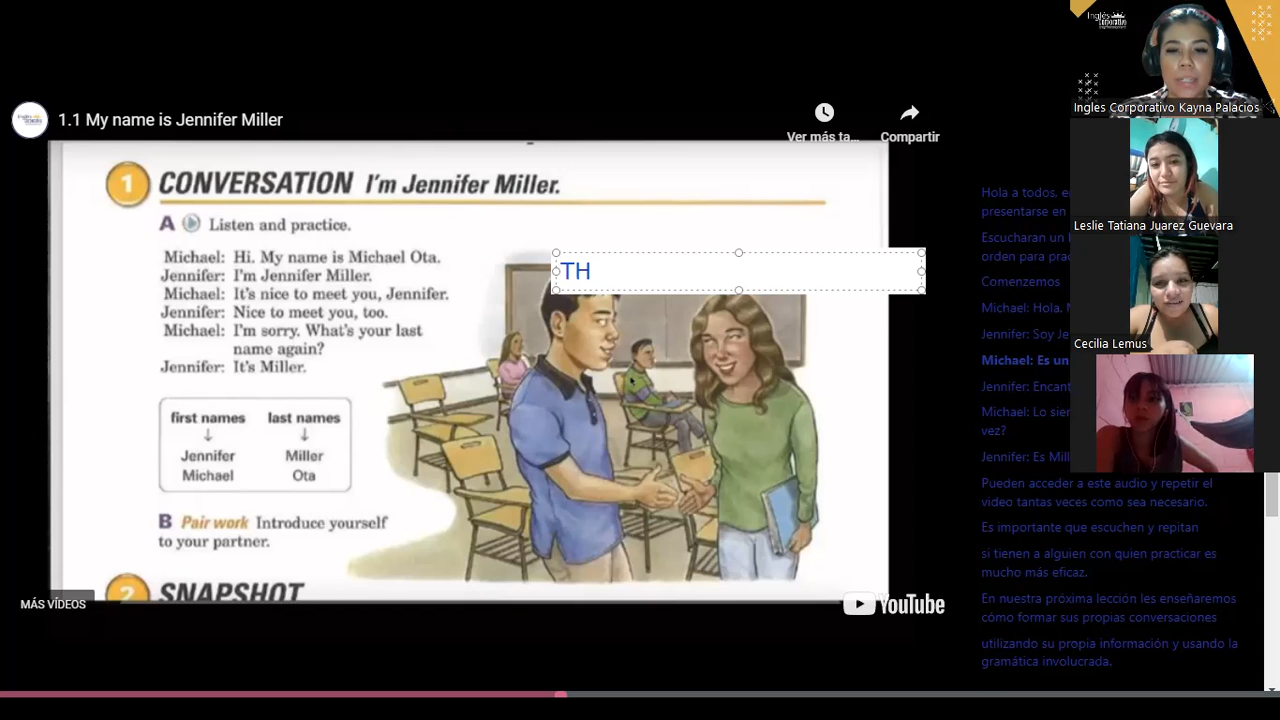 1.1 My name is Jennifer Miller
Ver más ta...
Compartir
1 CONVERSATION I'm Jennifer Miller.
A Listen and practice.
Michael: Hi. My name is Michael Ota.
Jennifer: I'm Jennifer Miller.
Michael: It's nice to meet you, Jennifer.
Jennifer: Nice to meet you, too.
Michael: I'm sorry. What's your last
name again?
Jennifer: It's Miller.
TH
first names last names
Jennifer Miller
Michael Ota
B Pair work Introduce yourself
to your partner.
2 SNAPSHOT
MÁS VÍDEOS
YouTube
Inglés Corporativo
Ingles Corporativo Kayna Palacios
Leslie Tatiana Juarez Guevara
Cecilia Lemus
Hola a todos,
presentarse en
Escucharan un
orden para
Comenzemos
Michael: Hola.
Jennifer: Soy
Michael: Es un
Jennifer:
Michael: Lo
vez?
Jennifer: Es
Pueden acceder a este audio y repetir el
video tantas veces como sea necesario.
Es importante que escuchen y repitan
si tienen a alguien con quien practicar es
mucho más eficaz.
En nuestra próxima lección les enseñaremos
cómo formar sus propias conversaciones
utilizando su propia información y usando la
gramática involucrada.